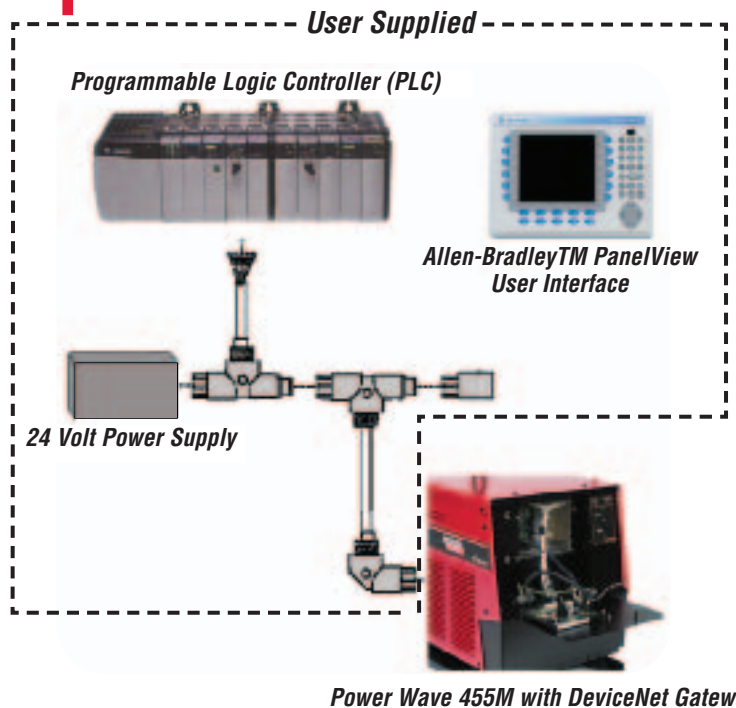 User Supplied
Programmable Logic Controller (PLC)
Allen-BradleyTM PanelView
User Interface
24 Volt Power Supply
Power Wave 455M with DeviceNet Gatew